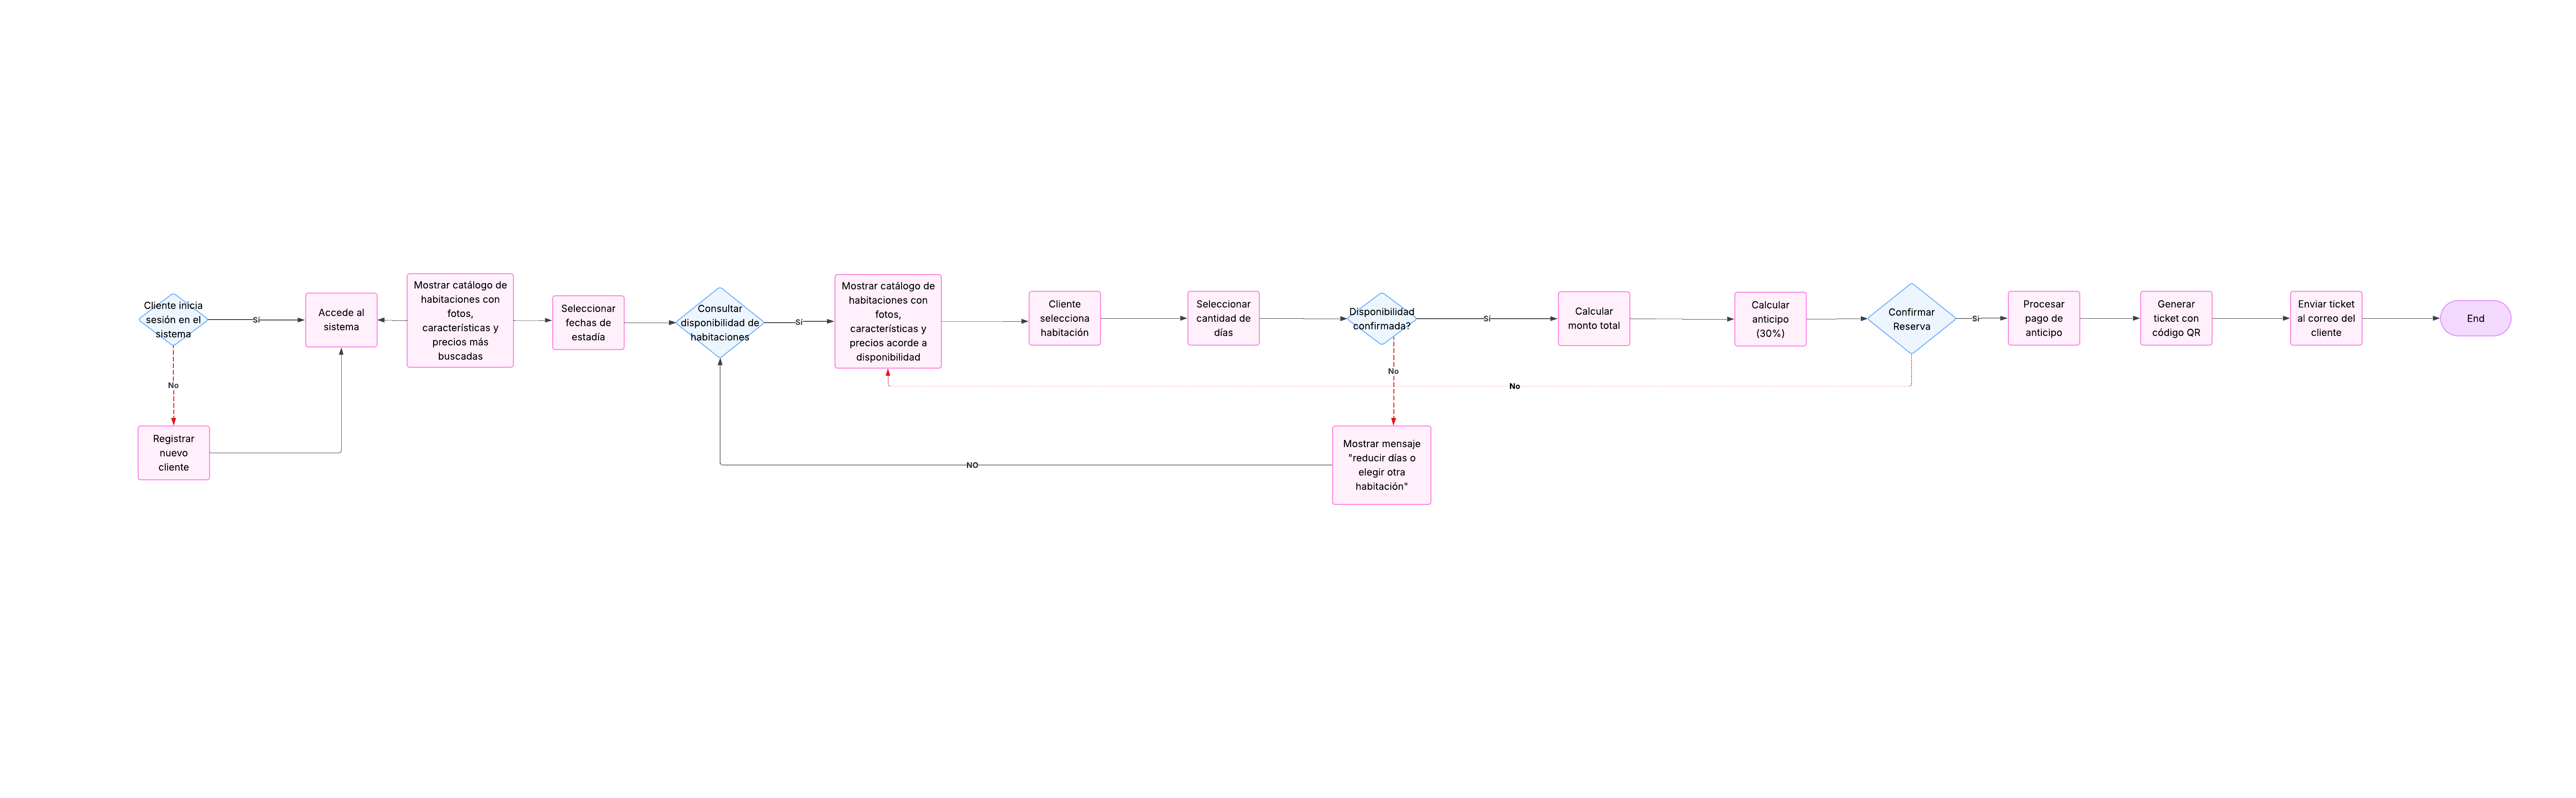 Cliente inicia
sesión en el
sistema
Sí
No
Registrar
nuevo
cliente
Accede al
sistema
Mostrar catálogo de
habitaciones con
fotos,
características y
precios más
buscadas
Seleccionar
fechas de
estadía
Consultar
disponibilidad de
habitaciones
Sí
Mostrar catálogo de
habitaciones con
fotos,
características y
precios acorde a
disponibilidad
Cliente
selecciona
habitación
Seleccionar
cantidad de
días
Disponibilidad
confirmada?
Sí
No
Mostrar mensaje
"reducir días o
elegir otra
habitación"
NO
Calcular
monto total
Calcular
anticipo
(30%)
Confirmar
Reserva
Sí
No
Procesar
pago de
anticipo
Generar
ticket con
código QR
Enviar ticket
al correo del
cliente
End